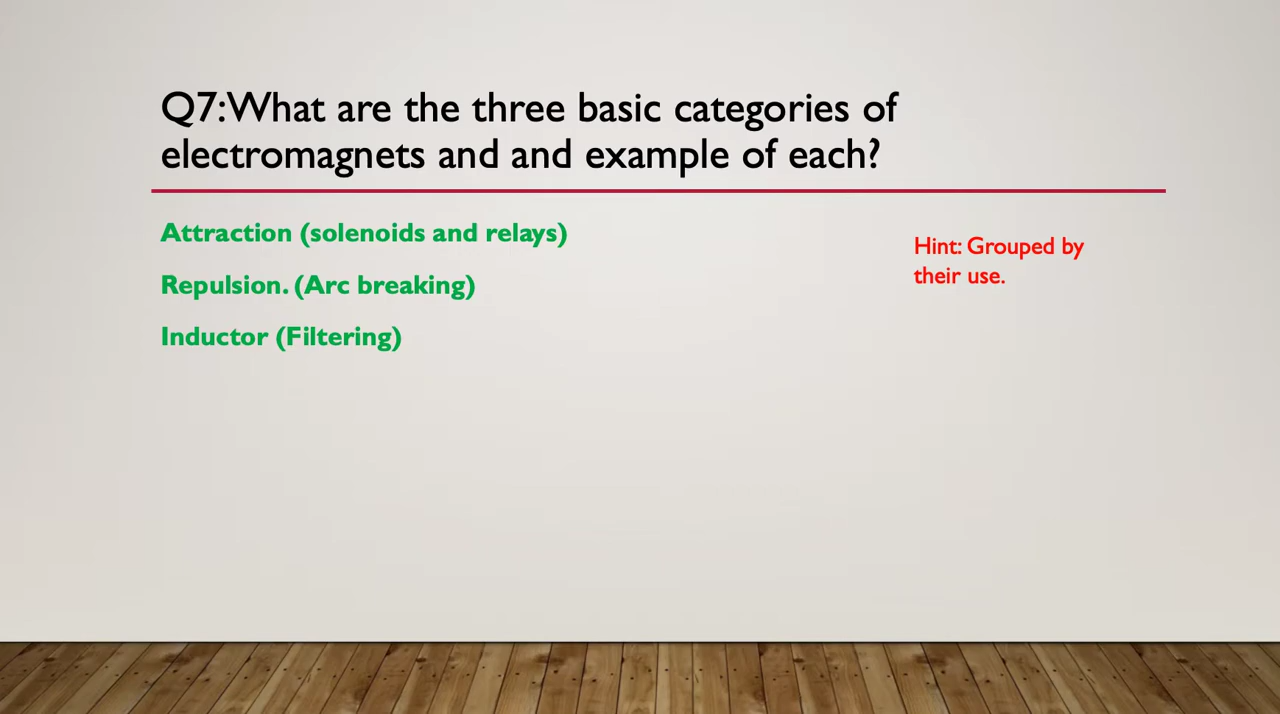 Q7:What are the three basic categories of
electromagnets and and example of each?
Attraction (solenoids and relays)
Repulsion. (Arc breaking)
Inductor (Filtering)
Hint: Grouped by
their use.